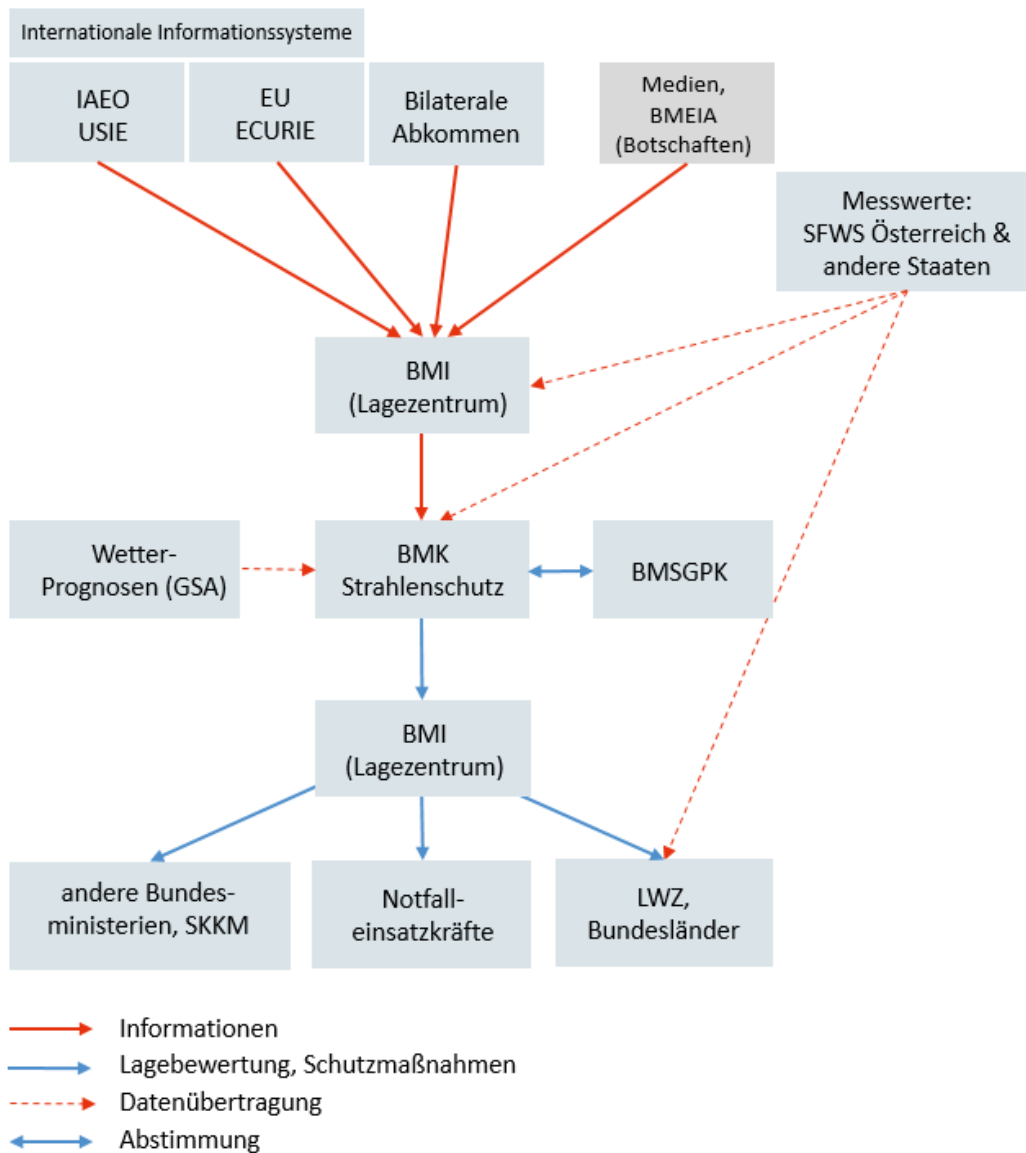 Internationale Informationssysteme
IAEO
USIE
EU
ECURIE
Bilaterale
Abkommen
Medien,
BMEIA
(Botschaften)
Messwerte:
SFWS Österreich &
andere Staaten
BMI
(Lagezentrum)
Wetter-
Prognosen (GSA)
BMK
Strahlenschutz
BMSGPK
BMI
(Lagezentrum)
andere Bundes-
ministerien, SKKM
Notfall-
einsatzkräfte
LWZ,
Bundesländer
Informationen
Lagebewertung, Schutzmaßnahmen
Datenübertragung
Abstimmung